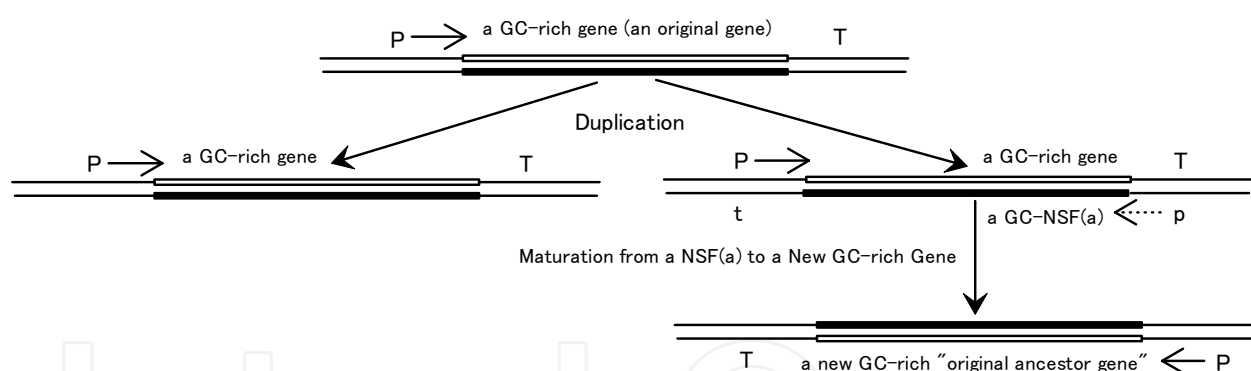 P a GC-rich gene (an original gene) T
Duplication
P a GC-rich gene T
P a GC-rich gene T
t a GC-NSF(a) p
Maturation from a NSF(a) to a New GC-rich Gene
T a new GC-rich "original ancestor gene" P